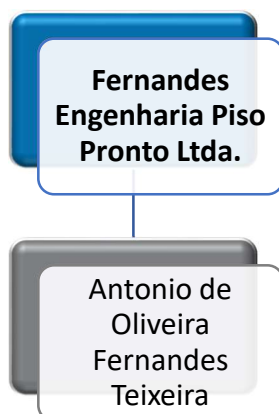 Fernandes
Engenharia Piso
Pronto Ltda.
Antonio de
Oliveira
Fernandes
Teixeira